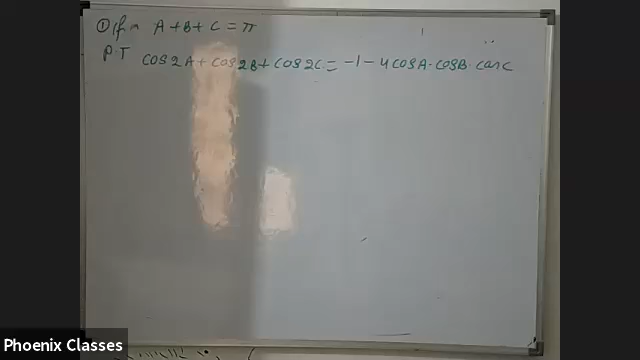 ① If A+B+C=π
P.T cos2A+cos2B+cos2C=-1-4cosA.cosB.cosC
Phoenix Classes